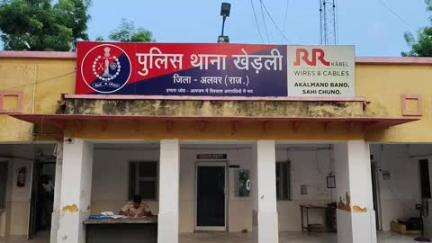 पुलिस थाना खेड़ली
जिला - अलवर (राज.)
RR KABEL
WIRES & CABLES
AKALMAND BANO,
SAHI CHUNO.